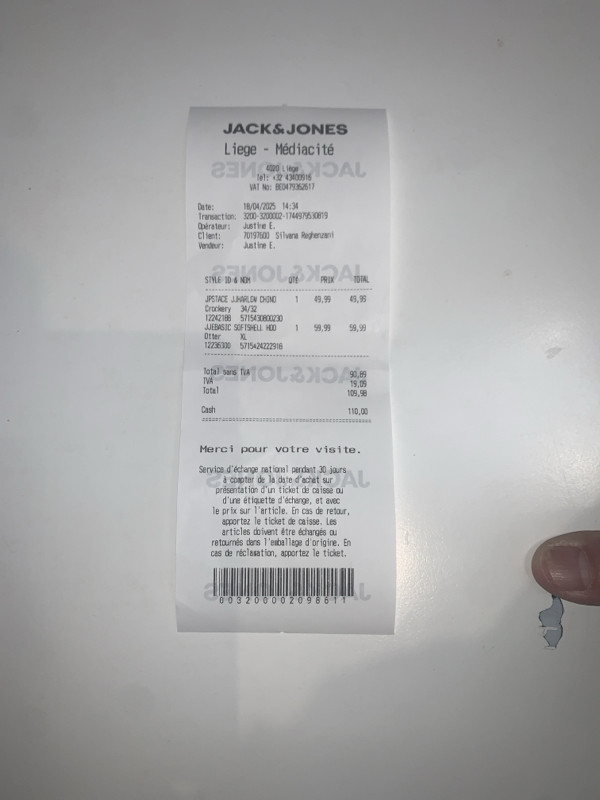 JACK&JONES
Liege - Médiacité
4020 Liège
Tel: +32 43400916
VAT No: BE0479362617
Date: 18/04/2025 14:34
Transaction: 3200-3200002-1744979530819
Opérateur: Justine E.
Client: 70197600 Silvana Reghenzani
Vendeur: Justine E.
STYLE ID & NOM QTE PRIX TOTAL
JPSTACE JJHARLOW CHINO 1 49,99 49,99
Crockery 34/32
12242188 5715430800230
JJEBASIC SOFTSHELL HOO 1 59,99 59,99
Otter XL
12236300 5715424222916
Total sans TVA 90,89
TVA 19,09
Total 109,98
Cash 110,00
Merci pour votre visite.
Service d'échange national pendant 30 jours
à compter de la date d'achat sur
présentation d'un ticket de caisse ou
d'une étiquette d'échange, et avec
le prix sur l'article. En cas de retour,
apportez le ticket de caisse. Les
articles doivent être échangés ou
retournés dans l'emballage d'origine. En
cas de réclamation, apportez le ticket.
0032000002098611